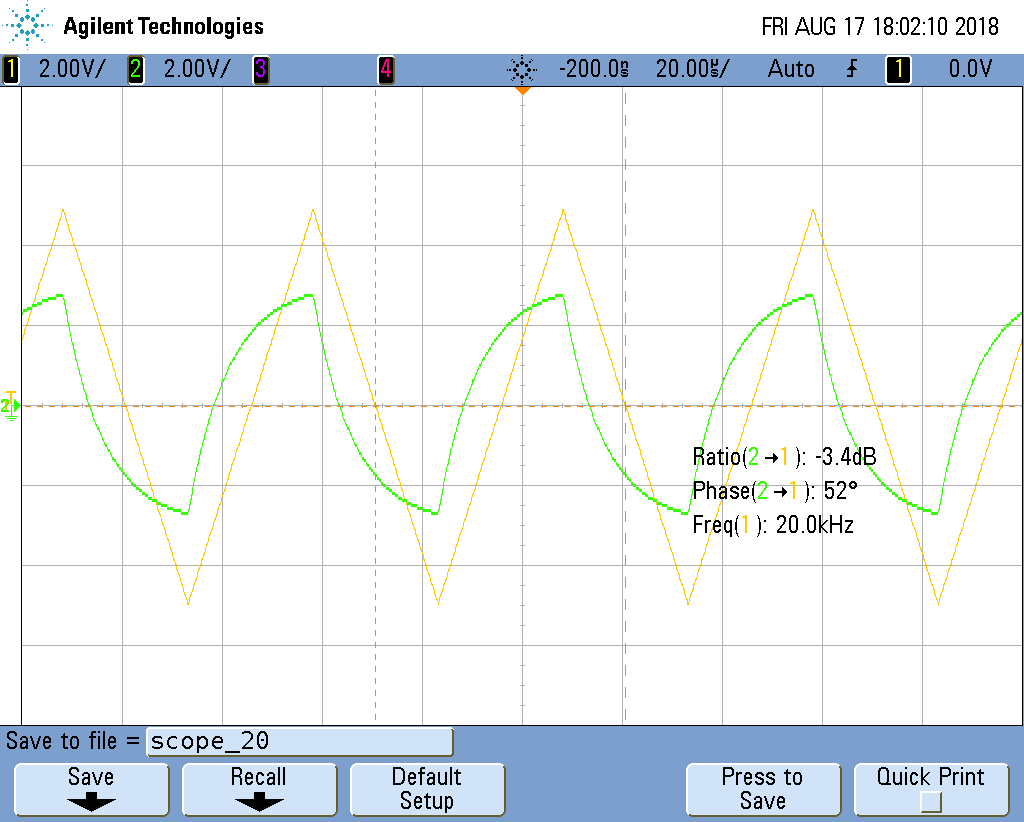 Agilent Technologies FRI AUG 17 18:02:10 2018
1 2.00V/ 2 2.00V/ 3 4 -200.0ns 20.00us/ Auto 1 0.0V
2
Ratio(2→1): -3.4dB
Phase(2→1): 52°
Freq(1): 20.0kHz
Save to file = scope_20
Save Recall Default Setup Press to Save Quick Print